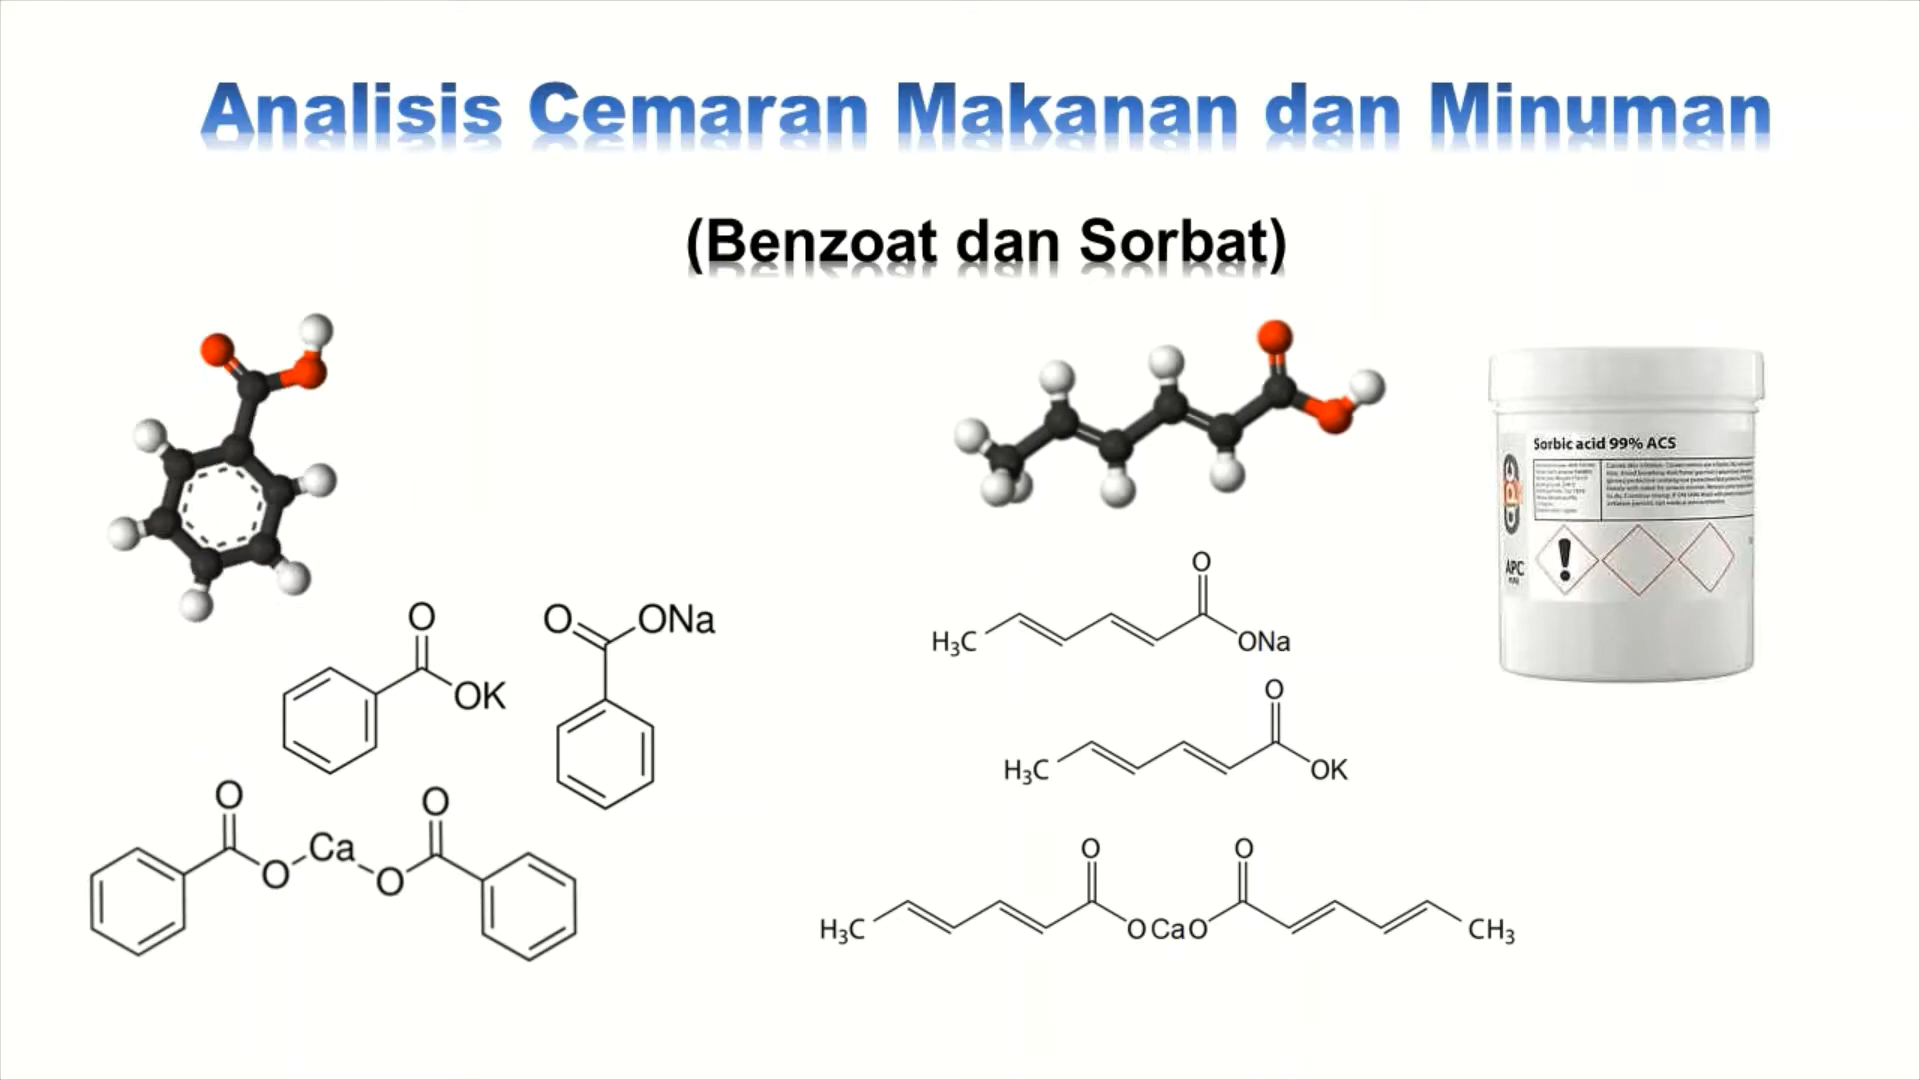 Analisis Cemaran Makanan dan Minuman
(Benzoat dan Sorbat)
Sorbic acid 99% ACS
APC
O
OK
O
ONa
O
O
Ca
O
O
O
H₃C
ONa
O
H₃C
OK
O
O
H₃C
O Ca O
CH₃